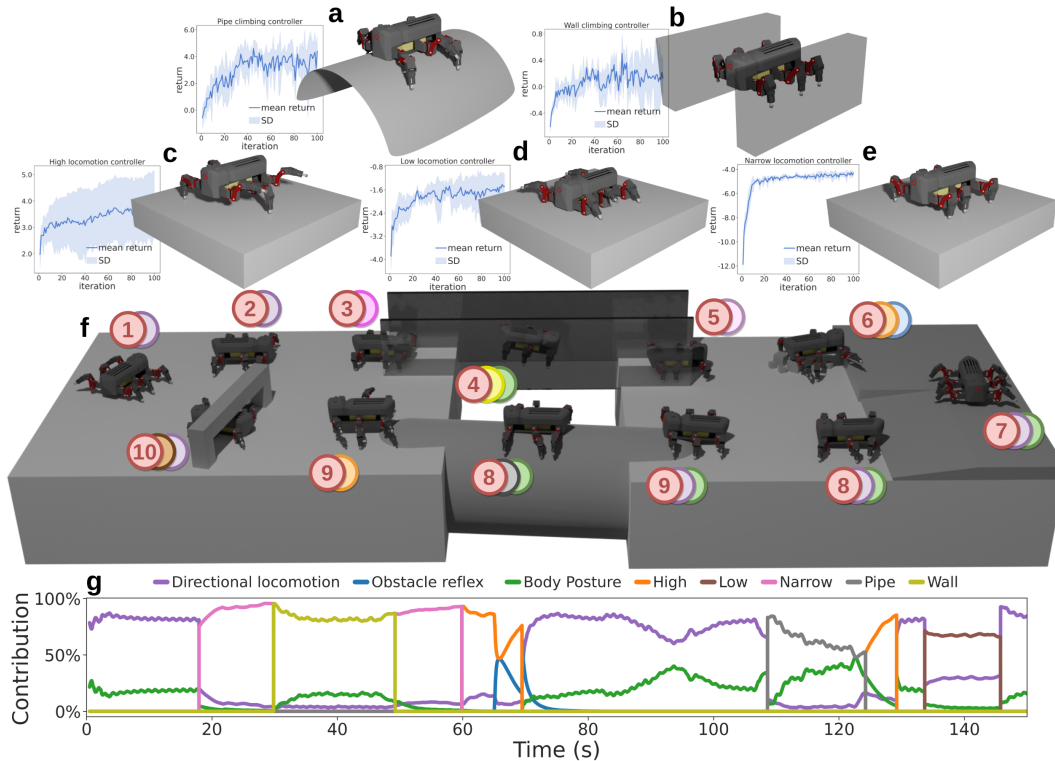 a
b
Pipe climbing controller
Wall climbing controller
6.0
4.0
2.0
0.0
return
mean return
SD
0 20 40 60 80 100
iteration
0.8
0.4
0.0
-0.4
return
mean return
SD
0 20 40 60 80 100
iteration
c
d
e
High locomotion controller
Low locomotion controller
Narrow locomotion controller
5.0
4.0
3.0
2.0
return
mean return
SD
0 20 40 60 80 100
iteration
-0.8
-1.6
-2.4
-3.2
-4.0
return
mean return
SD
0 20 40 60 80 100
iteration
-4.0
-6.0
-8.0
-10.0
-12.0
return
mean return
SD
0 20 40 60 80 100
iteration
f
1
2
3
4
5
6
7
8
9
8
9
10
g
Directional locomotion Obstacle reflex Body Posture High Low Narrow Pipe Wall
100%
50%
0%
Contribution
0 20 40 60 80 100 120 140
Time (s)